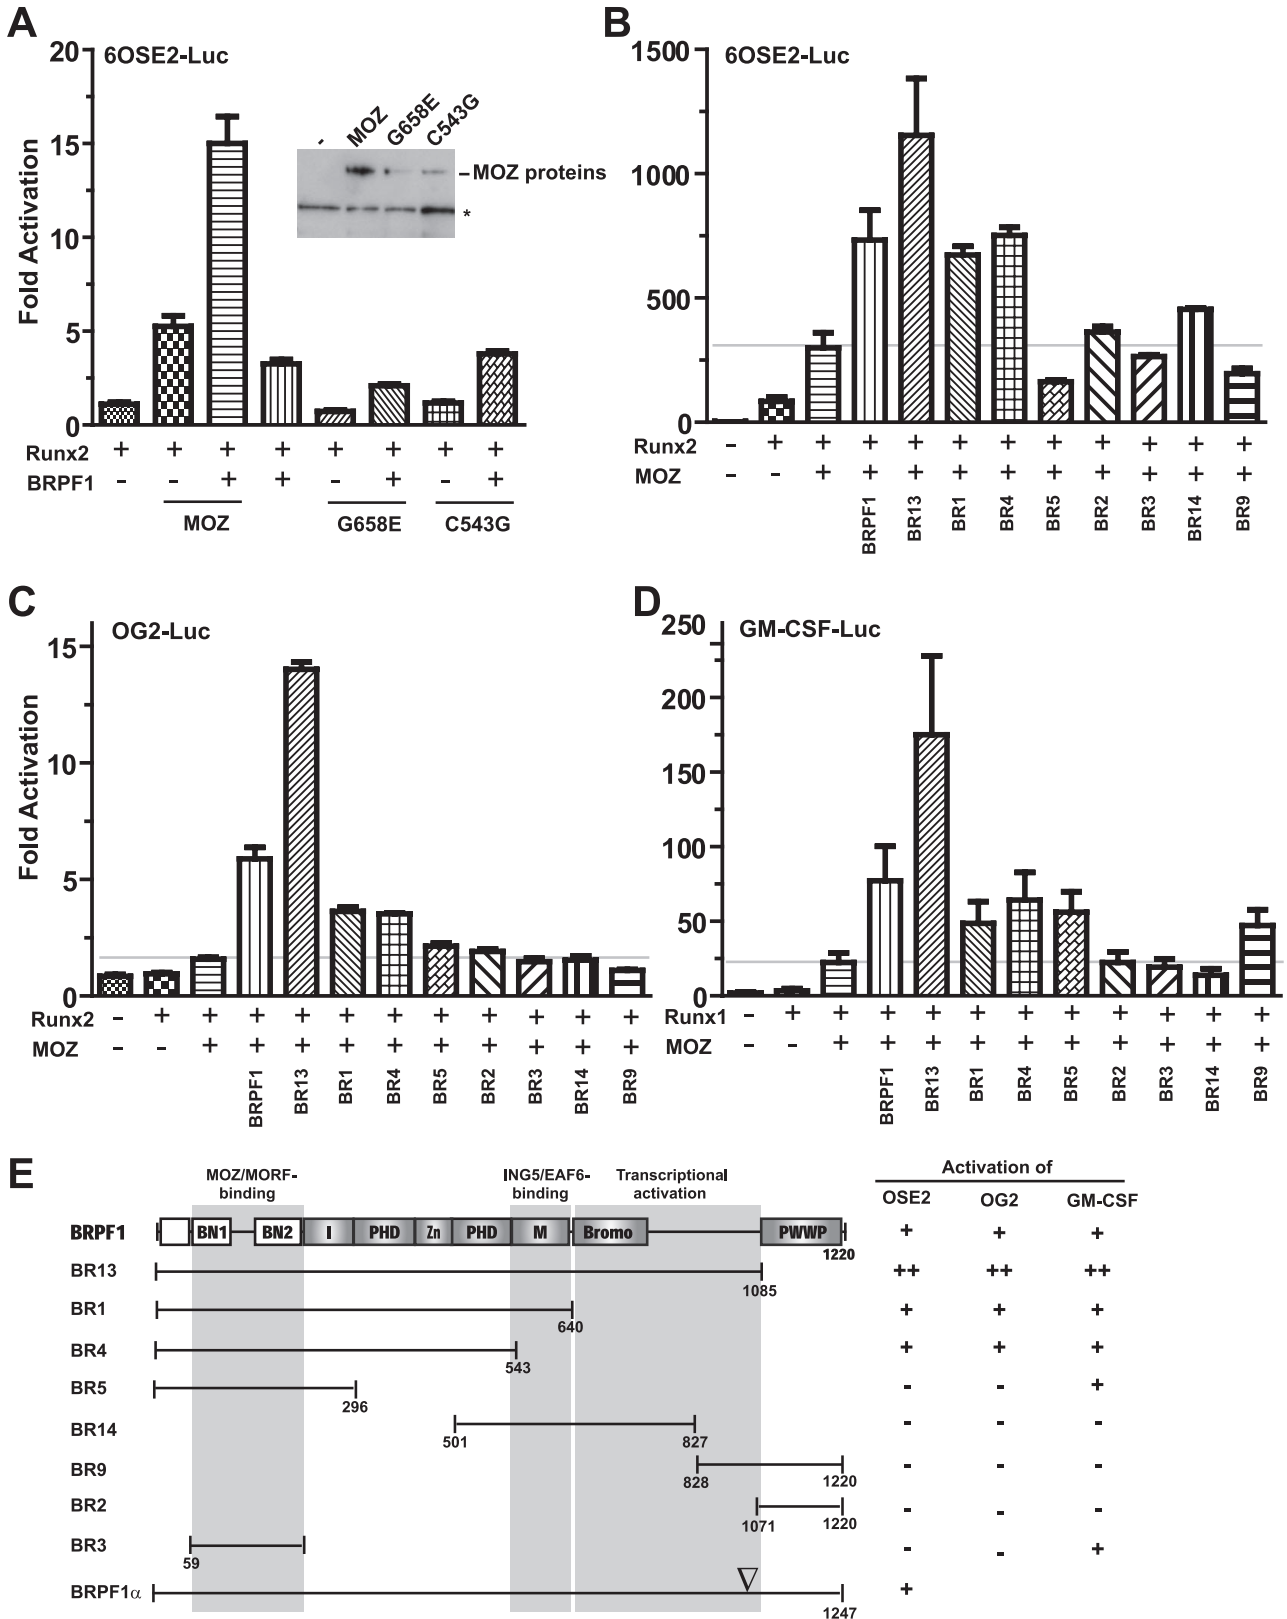 A
6OSE2-Luc
Fold Activation
20
15
10
5
0
- MOZ G658E C543G
MOZ proteins
*
Runx2 + + + + + + + +
BRPF1 - - + + - + - +
MOZ G658E C543G
B
6OSE2-Luc
1500
1000
500
0
Runx2 - + + + + + + + + + + +
MOZ - - + + + + + + + + + +
BRPF1 BR13 BR1 BR4 BR5 BR2 BR3 BR14 BR9
C
OG2-Luc
Fold Activation
15
10
5
0
Runx2 - + + + + + + + + + + +
MOZ - - + + + + + + + + + +
BRPF1 BR13 BR1 BR4 BR5 BR2 BR3 BR14 BR9
D
GM-CSF-Luc
250
200
150
100
50
0
Runx1 - + + + + + + + + + + +
MOZ - - + + + + + + + + + +
BRPF1 BR13 BR1 BR4 BR5 BR2 BR3 BR14 BR9
E
MOZ/MORF-binding
ING5/EAF6-binding
Transcriptional activation
Activation of
OSE2 OG2 GM-CSF
BRPF1 BN1 BN2 I PHD Zn PHD M Bromo PWWP 1220 + + +
BR13 1085 ++ ++ ++
BR1 640 + + +
BR4 543 + + +
BR5 296 - - +
BR14 501 827 - - -
BR9 828 1220 - - -
BR2 1071 1220 - - -
BR3 59 - - +
BRPF1α 1247 +